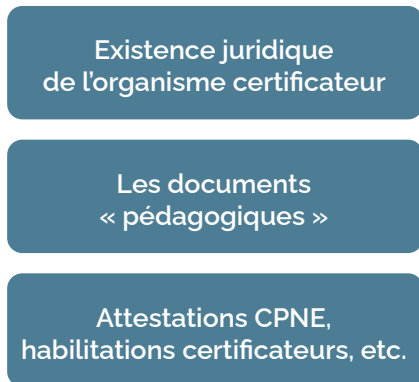 Existence juridique
de l'organisme certificateur
Les documents
« pédagogiques »
Attestations CPNE,
habilitations certificateurs, etc.